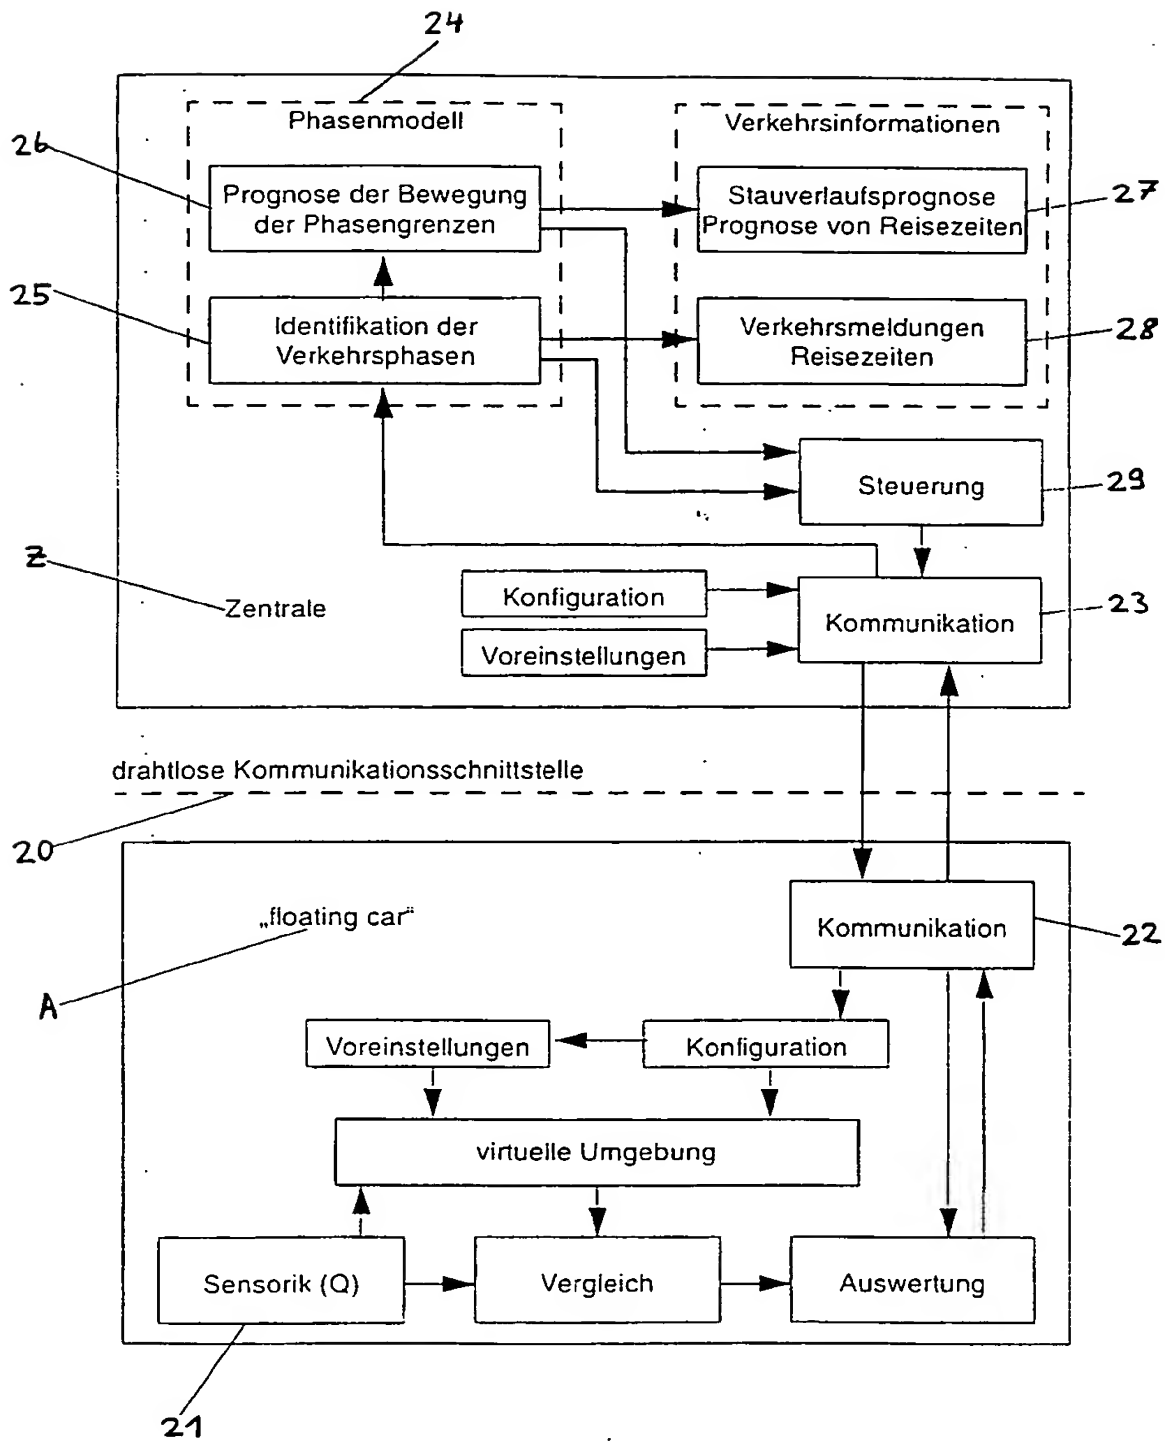 24
Phasenmodell
Verkehrsinformationen
26
Prognose der Bewegung
der Phasengrenzen
Stauverlaufsprognose
Prognose von Reisezeiten
27
25
Identifikation der
Verkehrsphasen
Verkehrsmeldungen
Reisezeiten
28
Steuerung
29
Z
Zentrale
Konfiguration
Voreinstellungen
Kommunikation
23
drahtlose Kommunikationsschnittstelle
20
„floating car“
A
Kommunikation
22
Voreinstellungen
Konfiguration
virtuelle Umgebung
Sensorik (Q)
Vergleich
Auswertung
21